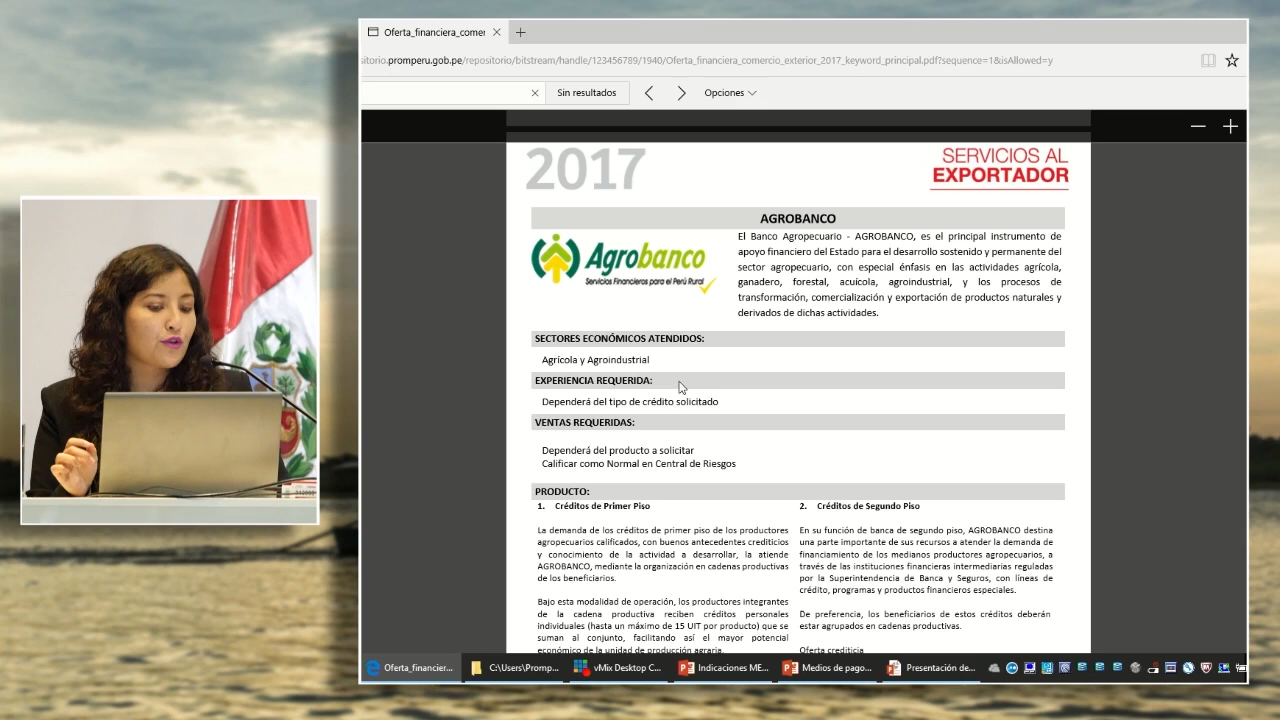 Oferta_financiera_comer
itorio.promperu.gob.pe/repositorio/bitstream/handle/123456789/1940/Oferta_financiera_comercio_exterior_2017_keyword_principal.pdf?sequence=1&isAllowed=y
Sin resultados
Opciones
2017
SERVICIOS AL
EXPORTADOR
AGROBANCO
Agrobanco
Servicios Financieros para el Perú Rural
El Banco Agropecuario - AGROBANCO, es el principal instrumento de
apoyo financiero del Estado para el desarrollo sostenido y permanente del
sector agropecuario, con especial énfasis en las actividades agrícola,
ganadero, forestal, acuícola, agroindustrial, y los procesos de
transformación, comercialización y exportación de productos naturales y
derivados de dichas actividades.
SECTORES ECONÓMICOS ATENDIDOS:
Agrícola y Agroindustrial
EXPERIENCIA REQUERIDA:
Dependerá del tipo de crédito solicitado
VENTAS REQUERIDAS:
Dependerá del producto a solicitar
Calificar como Normal en Central de Riesgos
PRODUCTO:
1. Créditos de Primer Piso
La demanda de los créditos de primer piso de los productores
agropecuarios calificados, con buenos antecedentes crediticios
y conocimiento de la actividad a desarrollar, la atiende
AGROBANCO, mediante la organización en cadenas productivas
de los beneficiarios.
Bajo esta modalidad de operación, los productores integrantes
de la cadena productiva reciben créditos personales
individuales (hasta un máximo de 15 UIT por producto) que se
suman al conjunto, facilitando así el mayor potencial
económico de la unidad de producción agraria.
2. Créditos de Segundo Piso
En su función de banca de segundo piso, AGROBANCO destina
una parte importante de sus recursos a atender la demanda de
financiamiento de los medianos productores agropecuarios, a
través de las instituciones financieras intermediarias reguladas
por la Superintendencia de Banca y Seguros, con líneas de
crédito, programas y productos financieros especiales.
De preferencia, los beneficiarios de estos créditos deberán
estar agrupados en cadenas productivas.
Oferta crediticia
Oferta_financier...
C:\Users\Promp...
vMix Desktop C...
Indicaciones ME...
Medios de pago...
Presentación de...